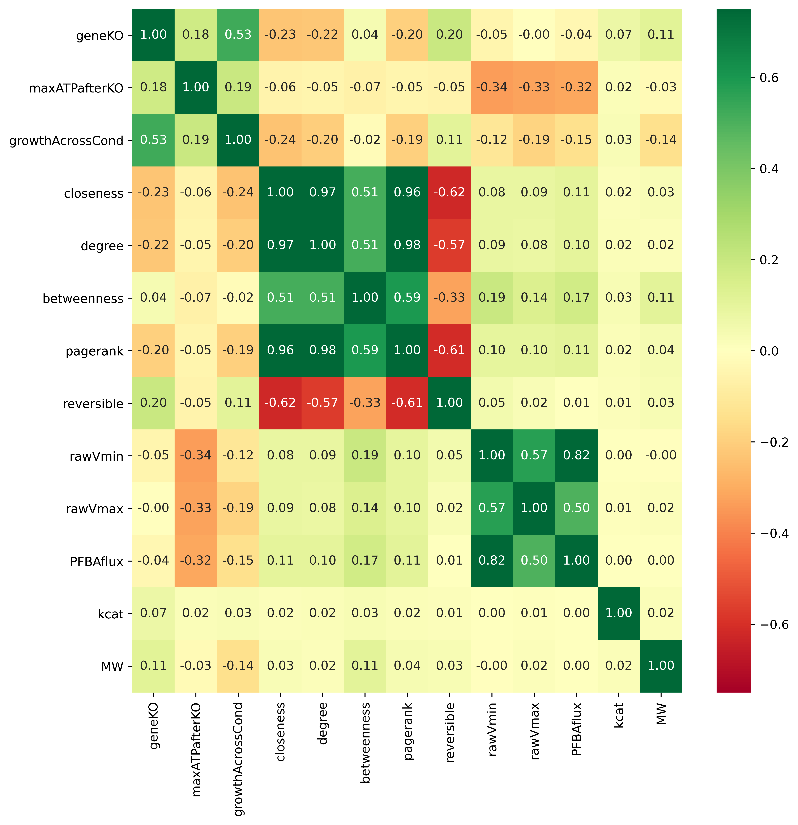 geneKO 1.00 0.18 0.53 -0.23 -0.22 0.04 -0.20 0.20 -0.05 -0.00 -0.04 0.07 0.11
maxATPafterKO 0.18 1.00 0.19 -0.06 -0.05 -0.07 -0.05 -0.05 -0.34 -0.33 -0.32 0.02 -0.03
growthAcrossCond 0.53 0.19 1.00 -0.24 -0.20 -0.02 -0.19 0.11 -0.12 -0.19 -0.15 0.03 -0.14
closeness -0.23 -0.06 -0.24 1.00 0.97 0.51 0.96 -0.62 0.08 0.09 0.11 0.02 0.03
degree -0.22 -0.05 -0.20 0.97 1.00 0.51 0.98 -0.57 0.09 0.08 0.10 0.02 0.02
betweenness 0.04 -0.07 -0.02 0.51 0.51 1.00 0.59 -0.33 0.19 0.14 0.17 0.03 0.11
pagerank -0.20 -0.05 -0.19 0.96 0.98 0.59 1.00 -0.61 0.10 0.10 0.11 0.02 0.04
reversible 0.20 -0.05 0.11 -0.62 -0.57 -0.33 -0.61 1.00 0.05 0.02 0.01 0.01 0.03
rawVmin -0.05 -0.34 -0.12 0.08 0.09 0.19 0.10 0.05 1.00 0.57 0.82 0.00 -0.00
rawVmax -0.00 -0.33 -0.19 0.09 0.08 0.14 0.10 0.02 0.57 1.00 0.50 0.01 0.02
PFBAflux -0.04 -0.32 -0.15 0.11 0.10 0.17 0.11 0.01 0.82 0.50 1.00 0.00 0.00
kcat 0.07 0.02 0.03 0.02 0.02 0.03 0.02 0.01 0.00 0.01 0.00 1.00 0.02
MW 0.11 -0.03 -0.14 0.03 0.02 0.11 0.04 0.03 -0.00 0.02 0.00 0.02 1.00
geneKO
maxATPafterKO
growthAcrossCond
closeness
degree
betweenness
pagerank
reversible
rawVmin
rawVmax
PFBAflux
kcat
MW
0.6
0.4
0.2
0.0
−0.2
−0.4
−0.6